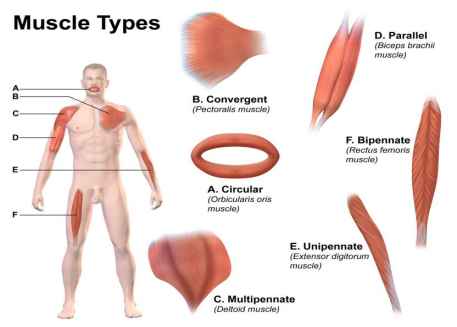 Muscle Types
A
B
C
D
E
F
B. Convergent
(Pectoralis muscle)
A. Circular
(Orbicularis oris
muscle)
C. Multipennate
(Deltoid muscle)
D. Parallel
(Biceps brachii
muscle)
F. Bipennate
(Rectus femoris
muscle)
E. Unipennate
(Extensor digitorum
muscle)